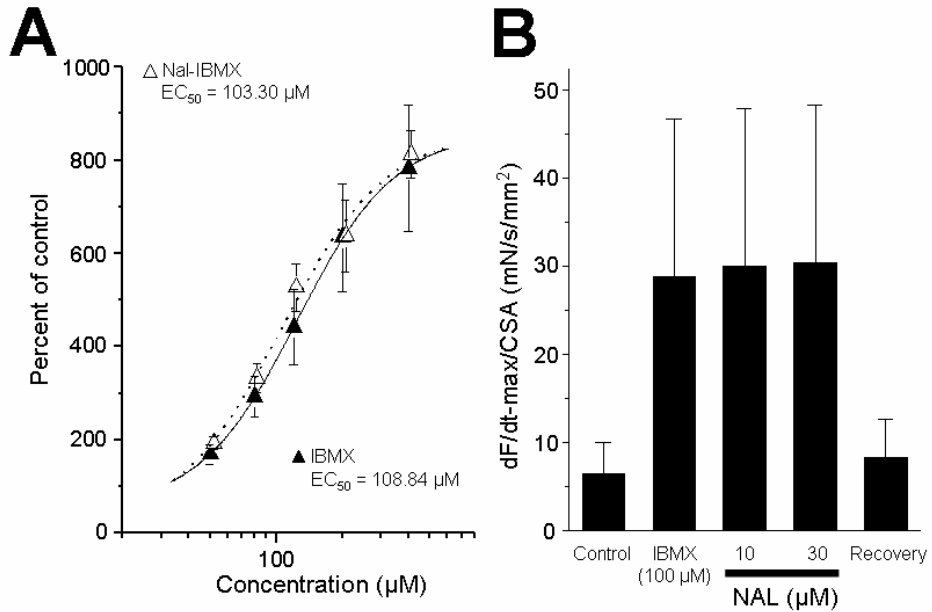 A
1000
800
600
400
200
0
Percent of control
△ Nal-IBMX
EC₅₀ = 103.30 µM
▲ IBMX
EC₅₀ = 108.84 µM
100
Concentration (µM)
B
50
40
30
20
10
0
dF/dt-max/CSA (mN/s/mm²)
Control
IBMX
(100 µM)
10
30
Recovery
NAL (µM)